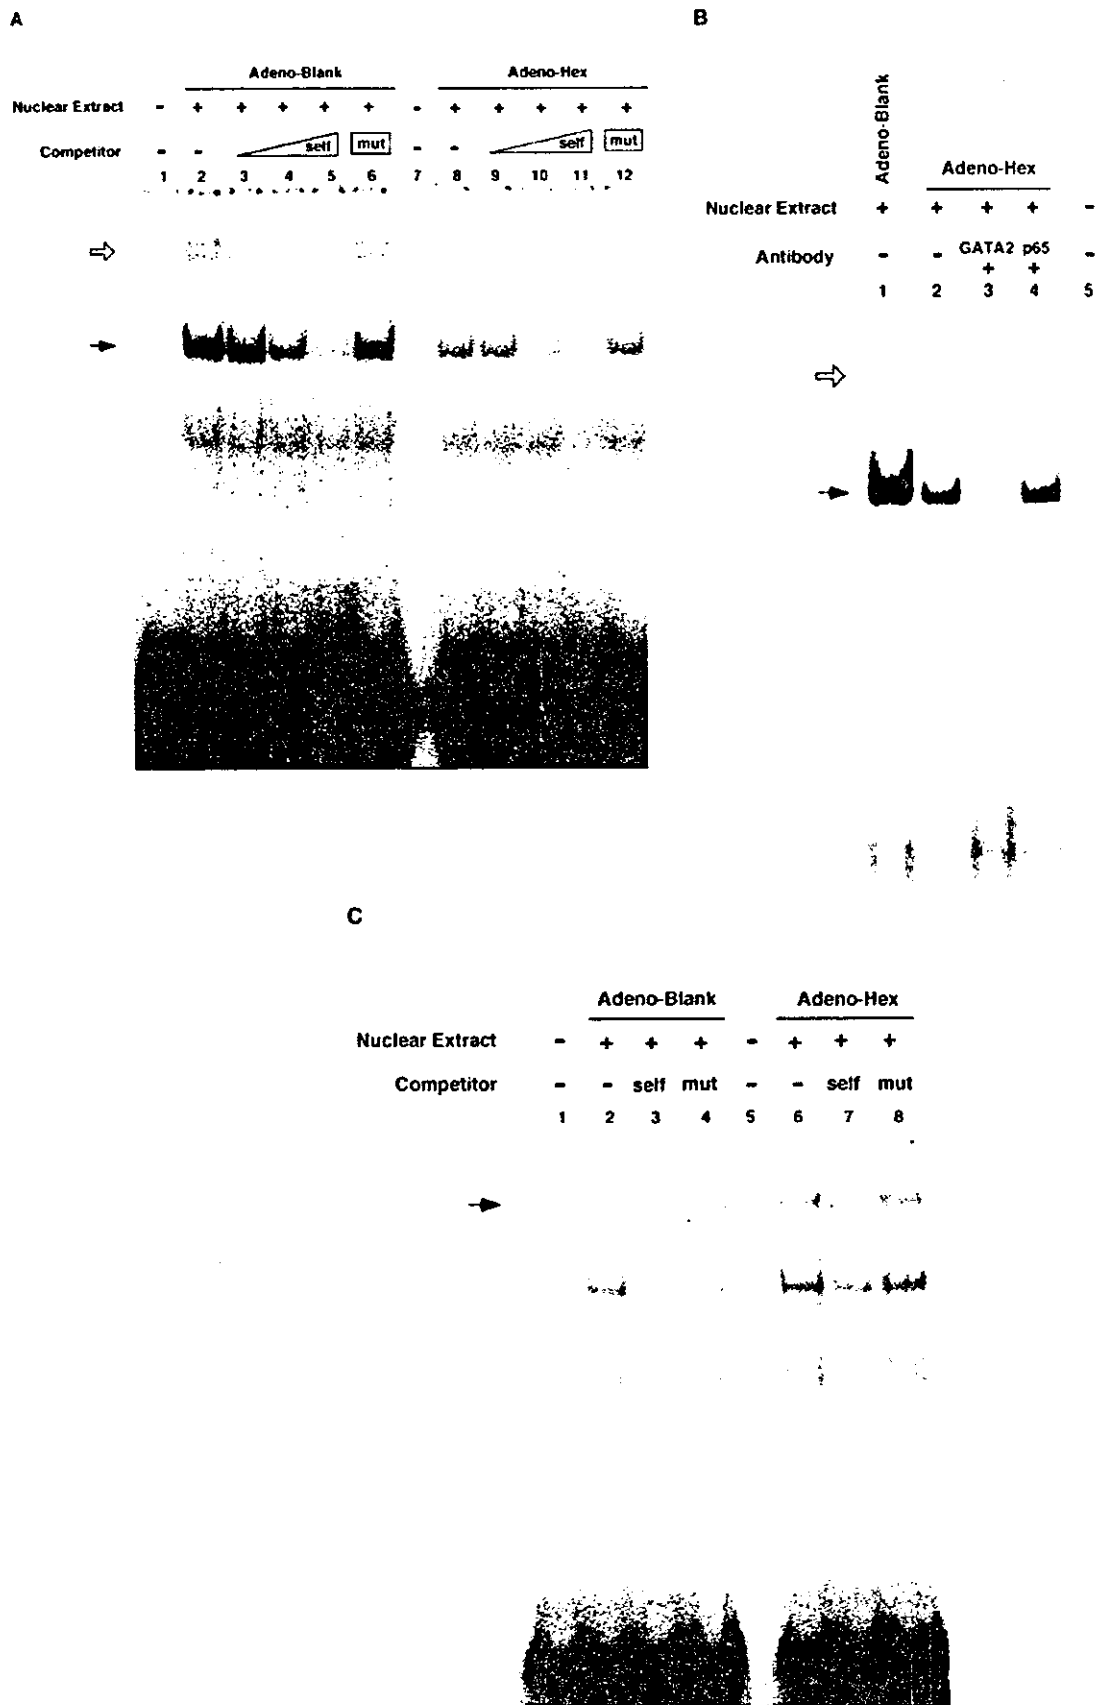 A
Adeno-Blank Adeno-Hex
Nuclear Extract - + + + + + - + + + + +
Competitor - - self mut - - self mut
1 2 3 4 5 6 7 8 9 10 11 12
B
Adeno-Blank
Adeno-Hex
Nuclear Extract + + + + -
Antibody - - GATA2 p65 -
+ +
1 2 3 4 5
C
Adeno-Blank Adeno-Hex
Nuclear Extract - + + + - + + +
Competitor - - self mut - - self mut
1 2 3 4 5 6 7 8